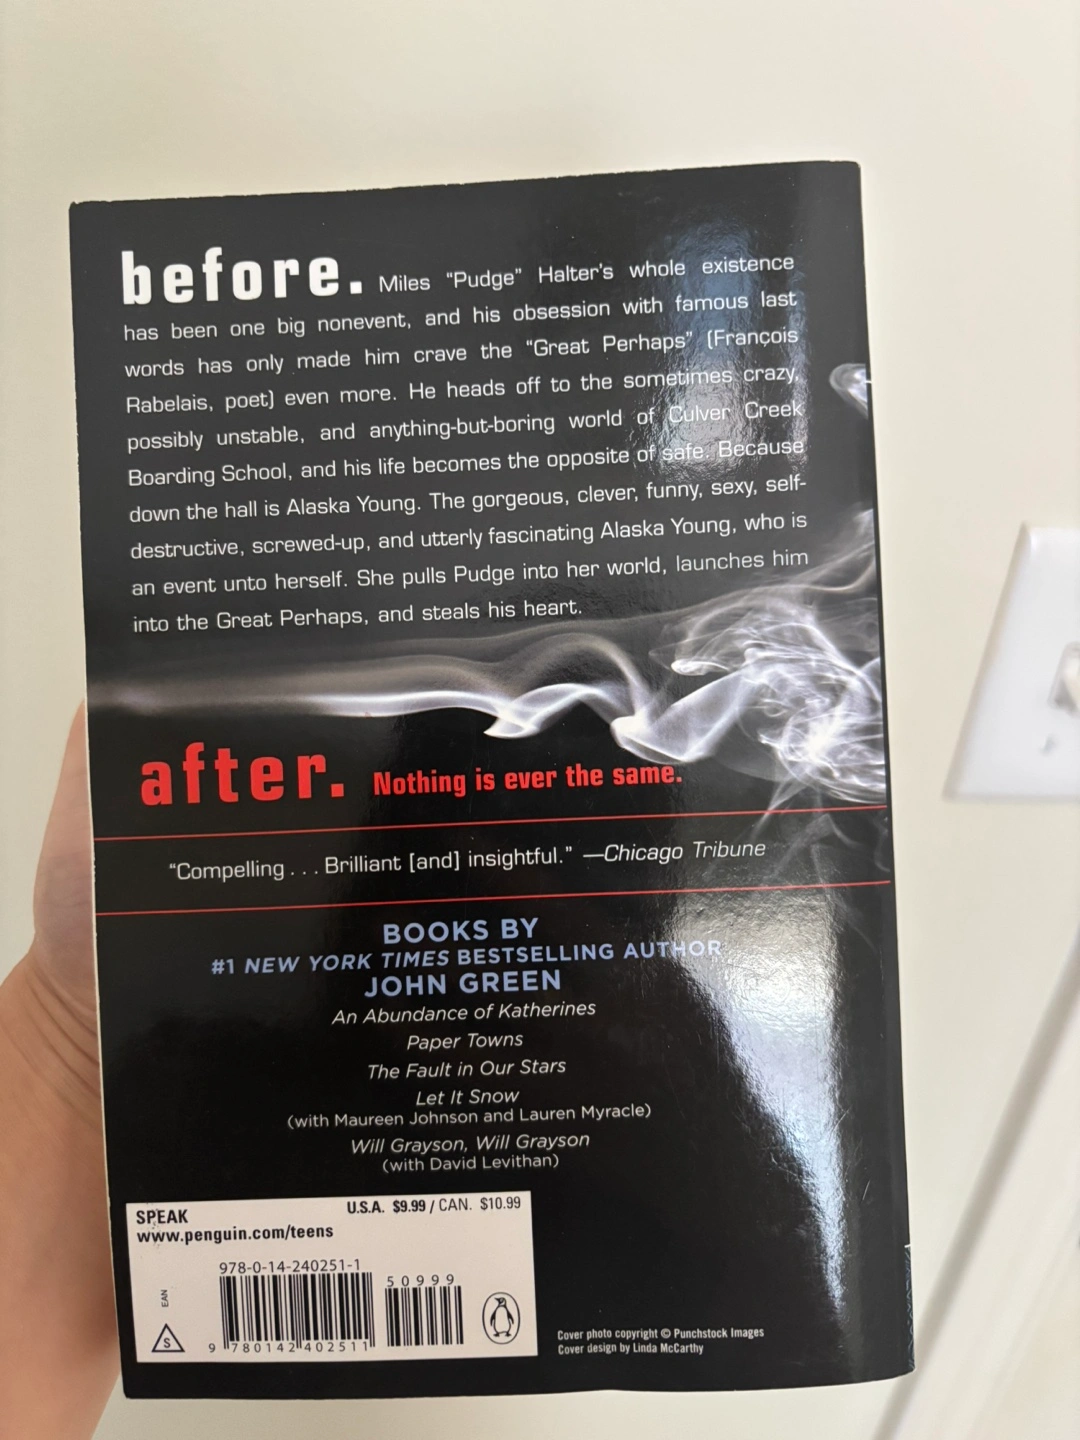 before. Miles “Pudge” Halter’s whole existence
has been one big nonevent, and his obsession with famous last
words has only made him crave the “Great Perhaps” (François
Rabelais, poet) even more. He heads off to the sometimes crazy,
possibly unstable, and anything-but-boring world of Culver Creek
Boarding School, and his life becomes the opposite of safe. Because
down the hall is Alaska Young. The gorgeous, clever, funny, sexy, self-
destructive, screwed-up, and utterly fascinating Alaska Young, who is
an event unto herself. She pulls Pudge into her world, launches him
into the Great Perhaps, and steals his heart.
after. Nothing is ever the same.
“Compelling . . . Brilliant [and] insightful.” —Chicago Tribune
BOOKS BY
#1 NEW YORK TIMES BESTSELLING AUTHOR
JOHN GREEN
An Abundance of Katherines
Paper Towns
The Fault in Our Stars
Let It Snow
(with Maureen Johnson and Lauren Myracle)
Will Grayson, Will Grayson
(with David Levithan)
SPEAK
U.S.A. $9.99 / CAN. $10.99
www.penguin.com/teens
978-0-14-240251-1
50999
EAN
S
9 780142 402511
Cover photo copyright © Punchstock Images
Cover design by Linda McCarthy